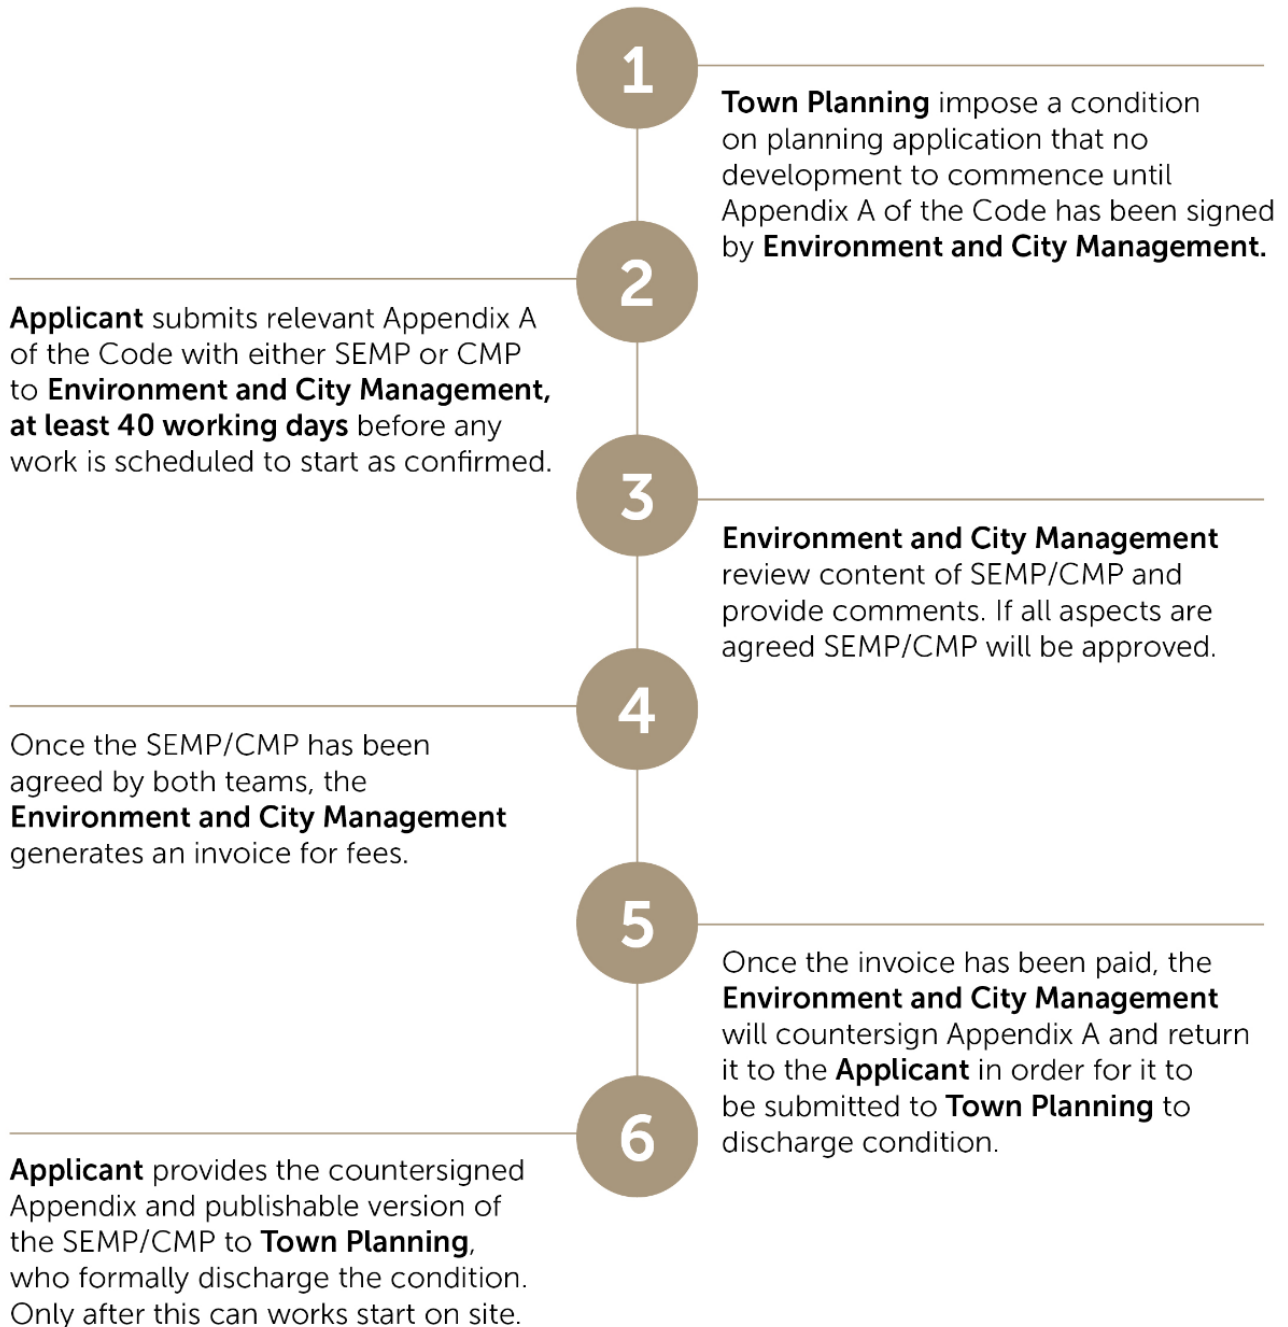 1
Town Planning impose a condition
on planning application that no
development to commence until
Appendix A of the Code has been signed
by Environment and City Management.
2
Applicant submits relevant Appendix A
of the Code with either SEMP or CMP
to Environment and City Management,
at least 40 working days before any
work is scheduled to start as confirmed.
3
Environment and City Management
review content of SEMP/CMP and
provide comments. If all aspects are
agreed SEMP/CMP will be approved.
4
Once the SEMP/CMP has been
agreed by both teams, the
Environment and City Management
generates an invoice for fees.
5
Once the invoice has been paid, the
Environment and City Management
will countersign Appendix A and return
it to the Applicant in order for it to
be submitted to Town Planning to
discharge condition.
6
Applicant provides the countersigned
Appendix and publishable version of
the SEMP/CMP to Town Planning,
who formally discharge the condition.
Only after this can works start on site.